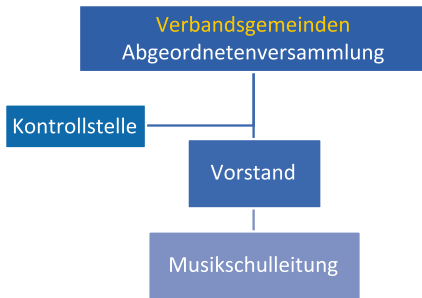 Verbandsgemeinden
Abgeordnetenversammlung
Kontrollstelle
Vorstand
Musikschulleitung